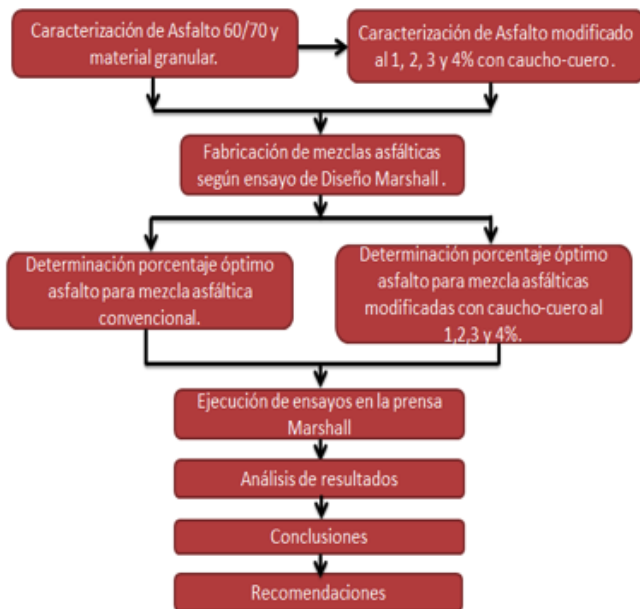 Caracterización de Asfalto 60/70 y
material granular.
Caracterización de Asfalto modificado
al 1, 2, 3 y 4% con caucho-cuero .
Fabricación de mezclas asfálticas
según ensayo de Diseño Marshall .
Determinación porcentaje óptimo
asfalto para mezcla asfáltica
convencional.
Determinación porcentaje óptimo
asfalto para mezcla asfálticas
modificadas con caucho-cuero al
1,2,3 y 4%.
Ejecución de ensayos en la prensa
Marshall
Análisis de resultados
Conclusiones
Recomendaciones